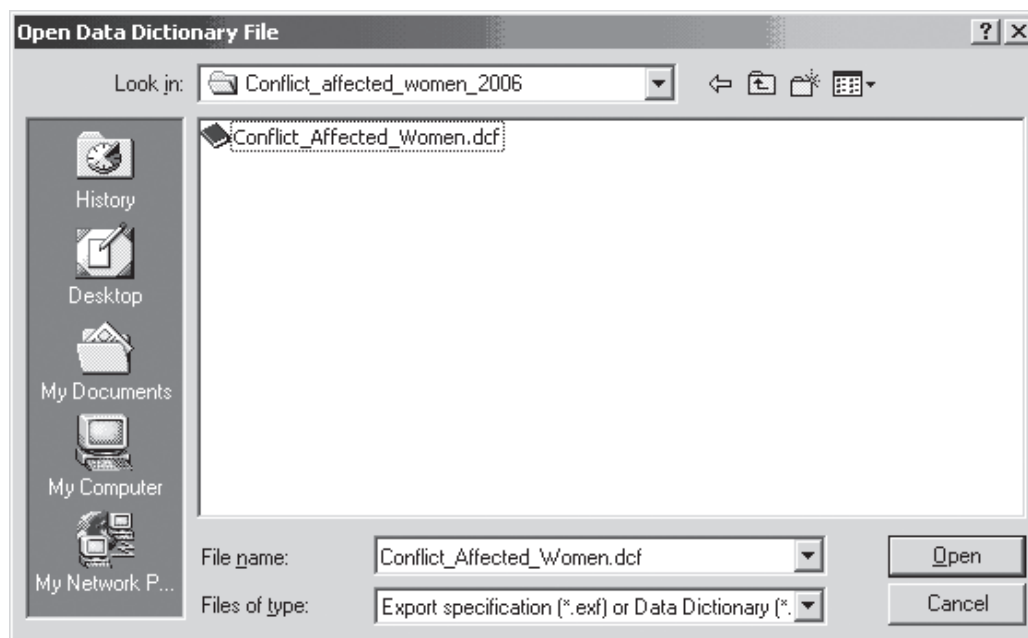 Open Data Dictionary File
Look in:
Conflict_affected_women_2006
Conflict_Affected_Women.dcf
History
Desktop
My Documents
My Computer
My Network P...
File name:
Conflict_Affected_Women.dcf
Open
Files of type:
Export specification (*.exf) or Data Dictionary (*.
Cancel